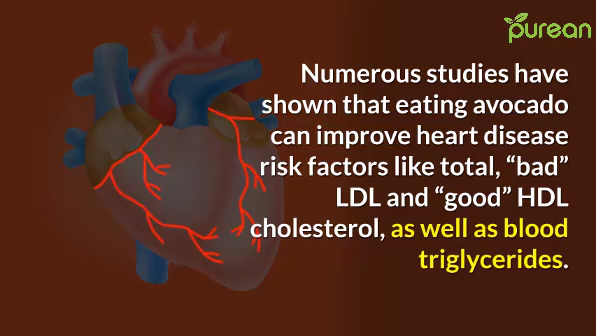 purean
Numerous studies have
shown that eating avocado
can improve heart disease
risk factors like total, “bad”
LDL and “good” HDL
cholesterol, as well as blood
triglycerides.